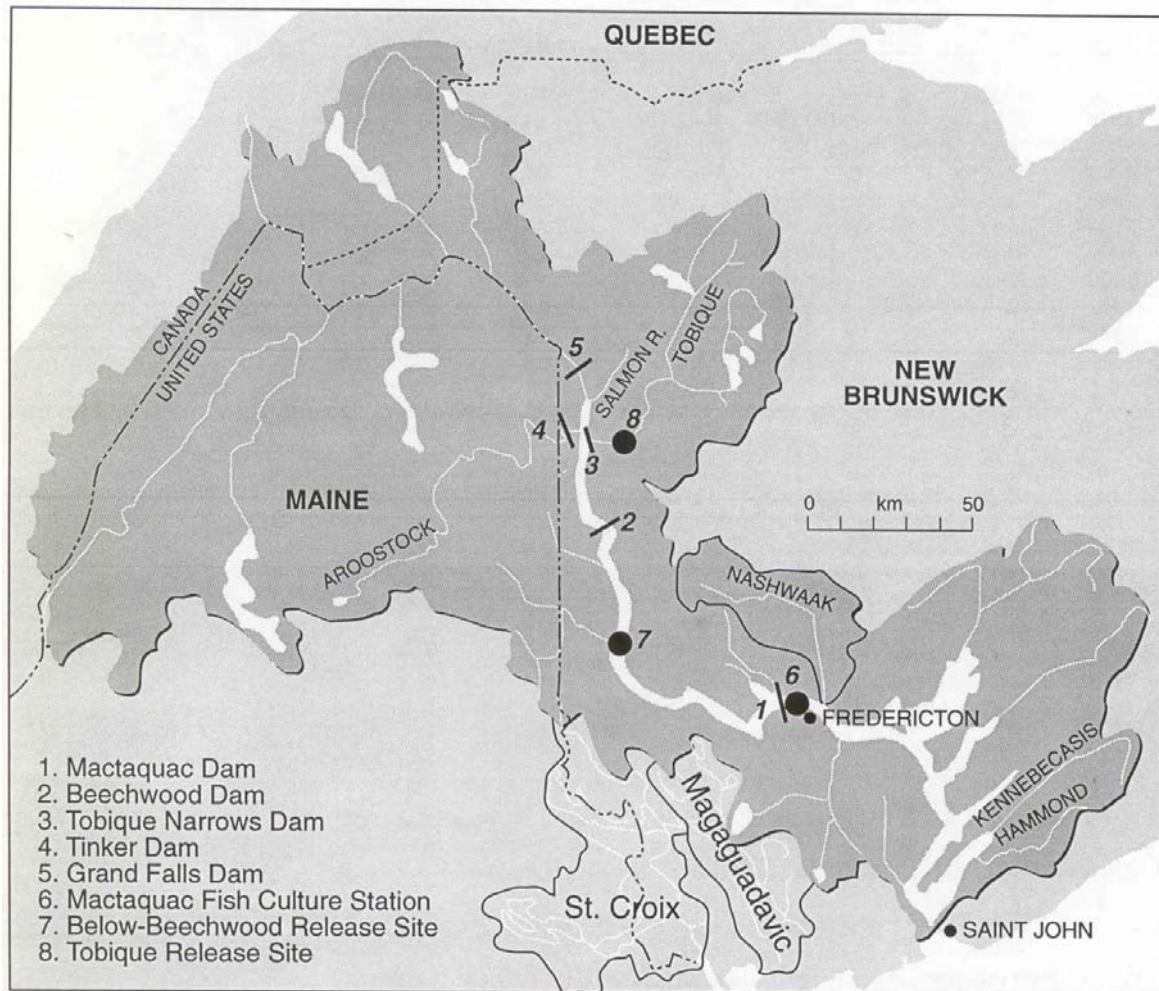 QUEBEC
CANADA
UNITED STATES
5
SALMON R.
TOBIQUE
NEW
BRUNSWICK
4
8
3
MAINE
0 km 50
2
AROOSTOCK
NASHWAAK
7
6
1
FREDERICTON
KENNEBECASIS
HAMMOND
Magaguadavic
St. Croix
SAINT JOHN
1. Mactaquac Dam
2. Beechwood Dam
3. Tobique Narrows Dam
4. Tinker Dam
5. Grand Falls Dam
6. Mactaquac Fish Culture Station
7. Below-Beechwood Release Site
8. Tobique Release Site